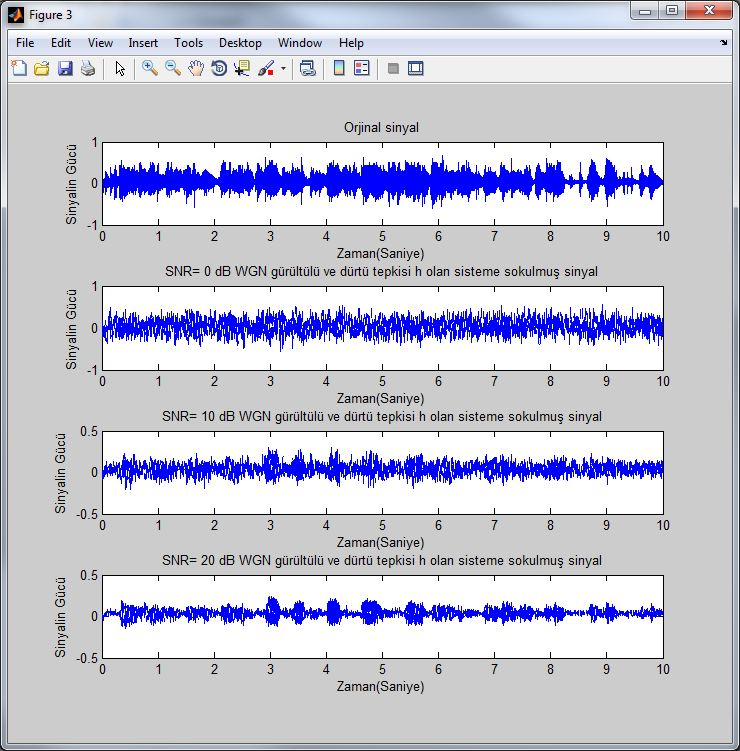 Figure 3
File Edit View Insert Tools Desktop Window Help
Orjinal sinyal
Sinyalin Gücü
1
0
-1
0 1 2 3 4 5 6 7 8 9 10
Zaman(Saniye)
SNR= 0 dB WGN gürültülü ve dürtü tepkisi h olan sisteme sokulmuş sinyal
Sinyalin Gücü
1
0
-1
0 1 2 3 4 5 6 7 8 9 10
Zaman(Saniye)
SNR= 10 dB WGN gürültülü ve dürtü tepkisi h olan sisteme sokulmuş sinyal
Sinyalin Gücü
0.5
0
-0.5
0 1 2 3 4 5 6 7 8 9 10
Zaman(Saniye)
SNR= 20 dB WGN gürültülü ve dürtü tepkisi h olan sisteme sokulmuş sinyal
Sinyalin Gücü
0.5
0
-0.5
0 1 2 3 4 5 6 7 8 9 10
Zaman(Saniye)